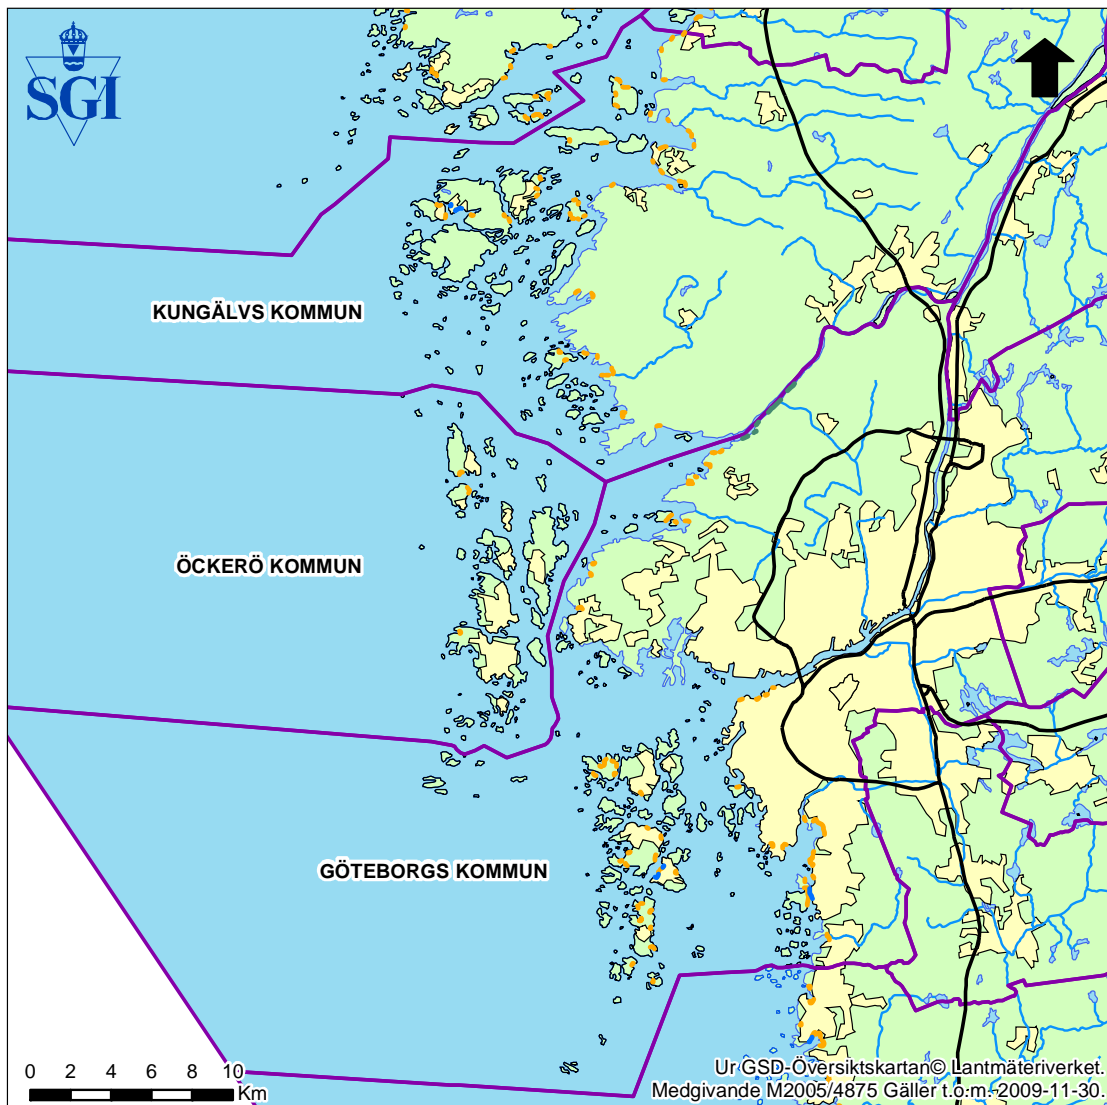 SGI
KUNGÄLVS KOMMUN
ÖCKERÖ KOMMUN
GÖTEBORGS KOMMUN
0 2 4 6 8 10
Km
Ur GSD-Översiktskartan© Lantmäteriverket.
Medgivande M2005/4875 Gäller t.o.m. 2009-11-30.